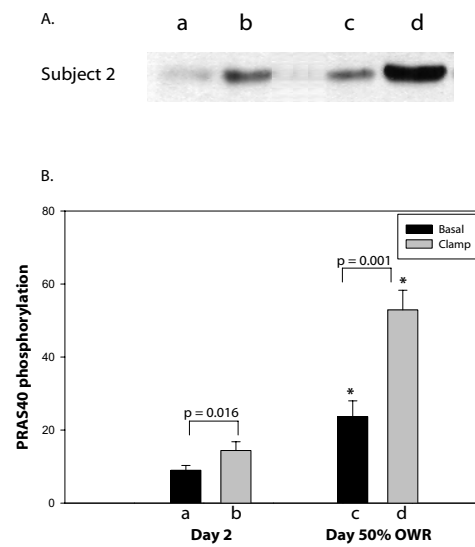 A.
a b c d
Subject 2
B.
80
60
40
20
0
PRAS40 phosphorylation
Basal
Clamp
p = 0.001
*
*
p = 0.016
a b c d
Day 2 Day 50% OWR